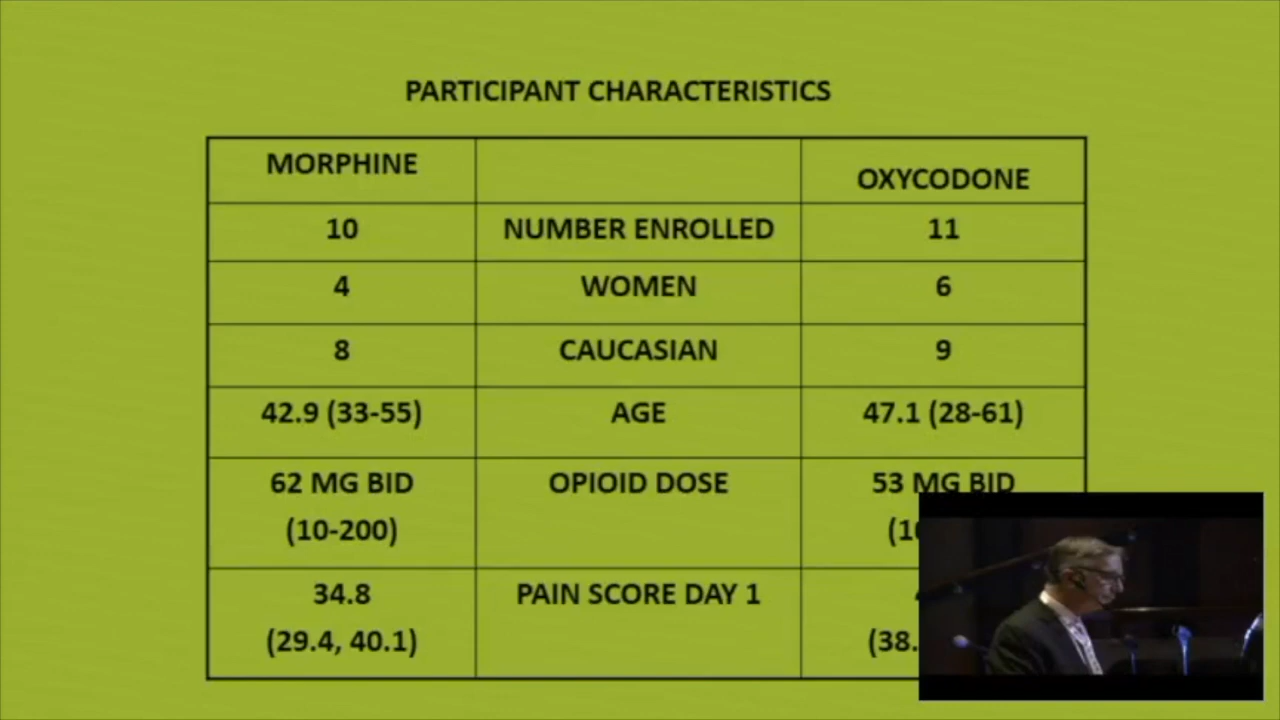 PARTICIPANT CHARACTERISTICS
MORPHINE
OXYCODONE
10 NUMBER ENROLLED 11
4 WOMEN 6
8 CAUCASIAN 9
42.9 (33-55) AGE 47.1 (28-61)
62 MG BID OPIOID DOSE 53 MG BID
(10-200)
34.8 PAIN SCORE DAY 1
(29.4, 40.1)